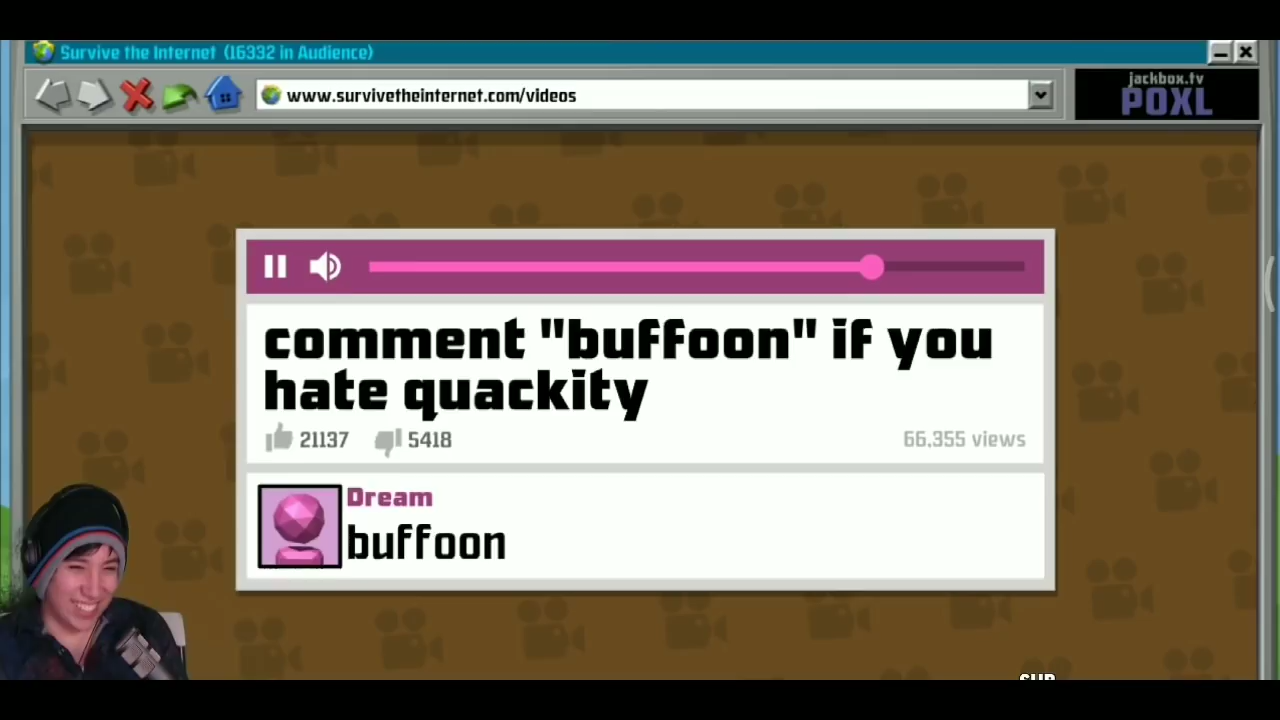 Survive the Internet (16332 in Audience)
www.survivetheinternet.com/videos
jackbox.tv
POXL
comment "buffoon" if you
hate quackity
21137 5418 66,355 views
Dream
buffoon
SUB